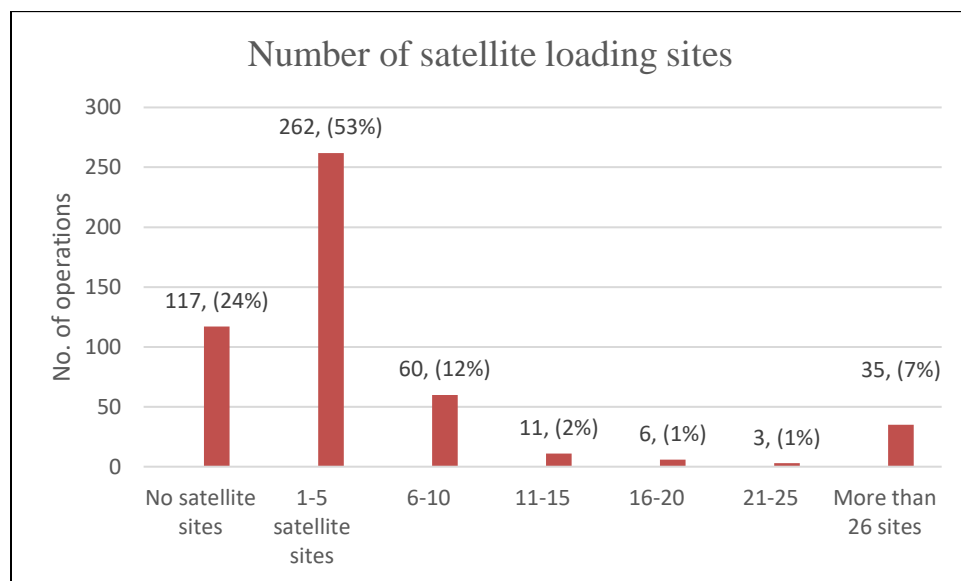 Number of satellite loading sites
No. of operations
300
250
200
150
100
50
0
117, (24%)
262, (53%)
60, (12%)
11, (2%)
6, (1%)
3, (1%)
35, (7%)
No satellite
sites
1-5
satellite
sites
6-10
11-15
16-20
21-25
More than
26 sites